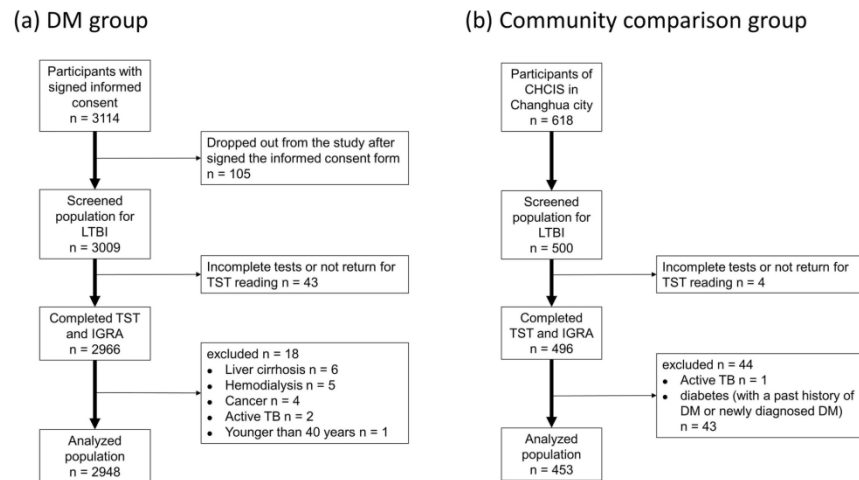 (a) DM group
Participants with
signed informed
consent
n = 3114
Dropped out from the study after
signed the informed consent form
n = 105
Screened
population for
LTBI
n = 3009
Incomplete tests or not return for
TST reading n = 43
Completed TST
and IGRA
n = 2966
excluded n = 18
• Liver cirrhosis n = 6
• Hemodialysis n = 5
• Cancer n = 4
• Active TB n = 2
• Younger than 40 years n = 1
Analyzed
population
n = 2948
(b) Community comparison group
Participants of
CHCIS in
Changhua city
n = 618
Screened
population for
LTBI
n = 500
Incomplete tests or not return for
TST reading n = 4
Completed
TST and IGRA
n = 496
excluded n = 44
• Active TB n = 1
• diabetes (with a past history of
DM or newly diagnosed DM)
n = 43
Analyzed
population
n = 453